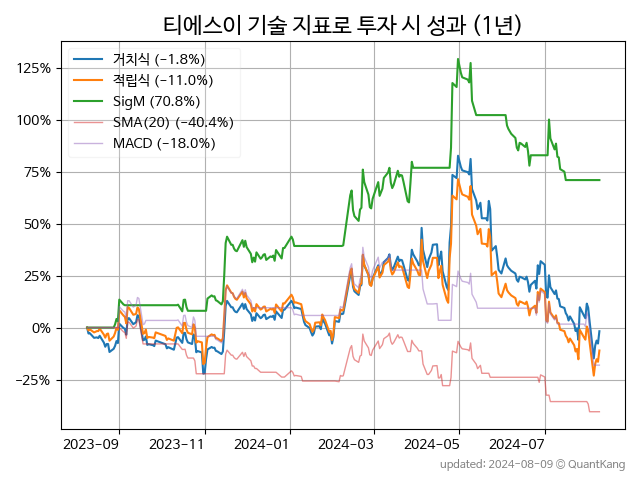 티에스이 기술 지표로 투자 시 성과 (1년)
125%
100%
75%
50%
25%
0%
−25%
거치식 (-1.8%)
적립식 (-11.0%)
SigM (70.8%)
SMA(20) (-40.4%)
MACD (-18.0%)
2023-09 2023-11 2024-01 2024-03 2024-05 2024-07
updated: 2024-08-09 © QuantKang